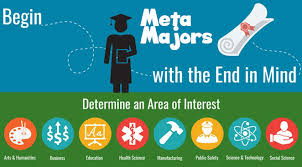 Begin
Meta
Majors
with the End in Mind
Determine an Area of Interest
Arts & Humanities Business Education Health Science Manufacturing Public Safety Science & Technology Social Science